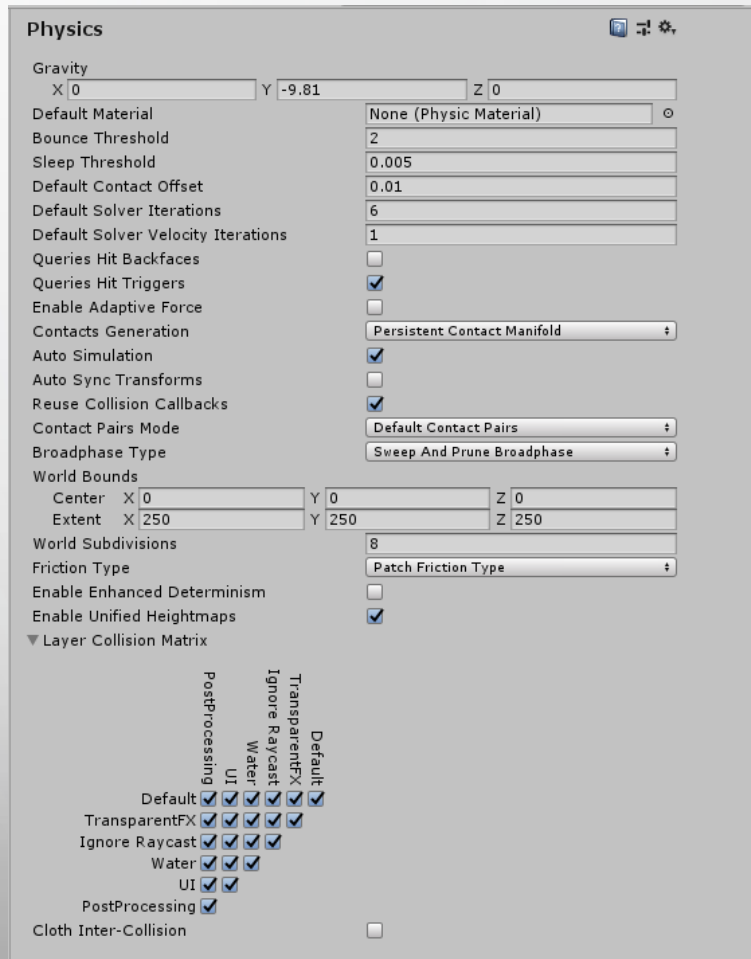 Physics
Gravity
X 0 Y -9.81 Z 0
Default Material None (Physic Material)
Bounce Threshold 2
Sleep Threshold 0.005
Default Contact Offset 0.01
Default Solver Iterations 6
Default Solver Velocity Iterations 1
Queries Hit Backfaces
Queries Hit Triggers
Enable Adaptive Force
Contacts Generation Persistent Contact Manifold
Auto Simulation
Auto Sync Transforms
Reuse Collision Callbacks
Contact Pairs Mode Default Contact Pairs
Broadphase Type Sweep And Prune Broadphase
World Bounds
Center X 0 Y 0 Z 0
Extent X 250 Y 250 Z 250
World Subdivisions 8
Friction Type Patch Friction Type
Enable Enhanced Determinism
Enable Unified Heightmaps
Layer Collision Matrix
PostProcessing
UI
Water
Ignore Raycast
TransparentFX
Default
Default
TransparentFX
Ignore Raycast
Water
UI
PostProcessing
Cloth Inter-Collision